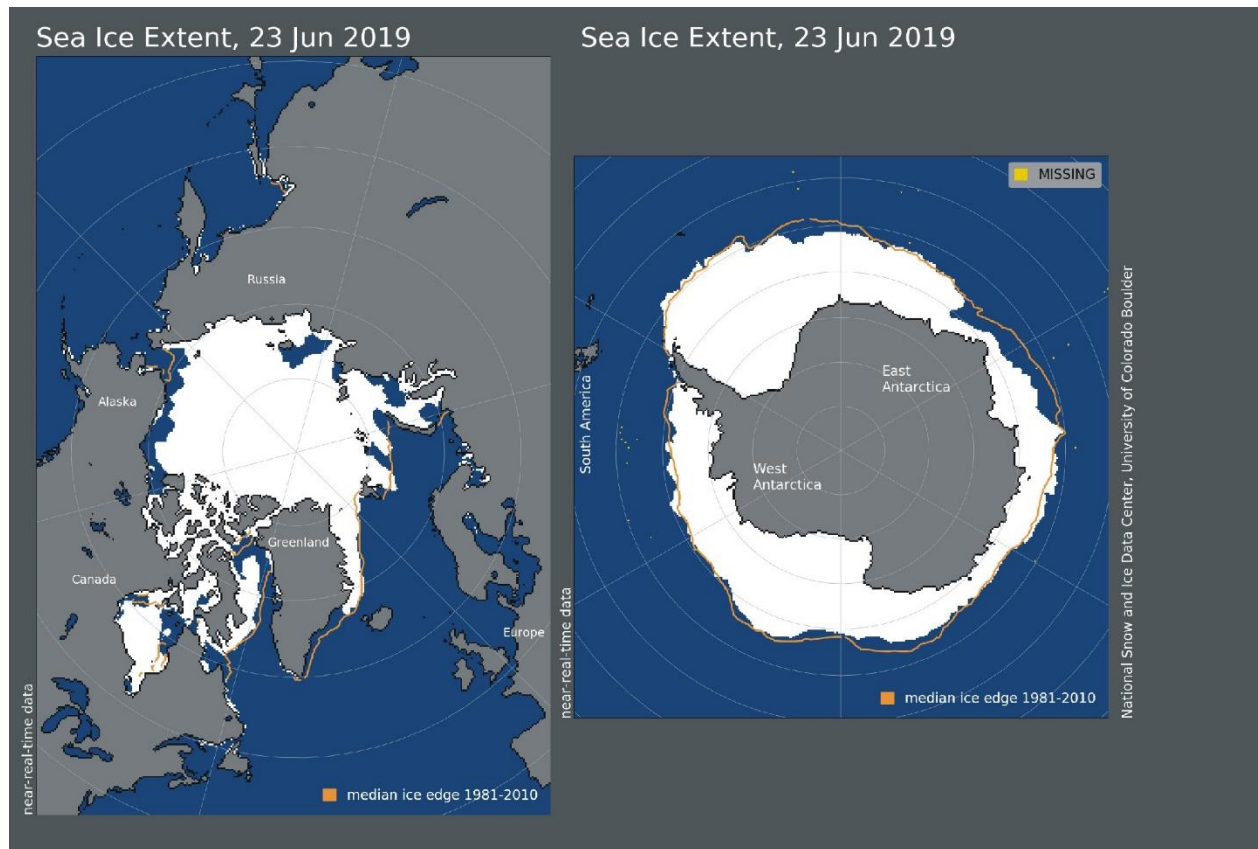 Sea Ice Extent, 23 Jun 2019
Russia
Alaska
Greenland
Canada
Europe
near-real-time data
median ice edge 1981-2010
Sea Ice Extent, 23 Jun 2019
MISSING
South America
East
Antarctica
West
Antarctica
near-real-time data
median ice edge 1981-2010
National Snow and Ice Data Center, University of Colorado Boulder